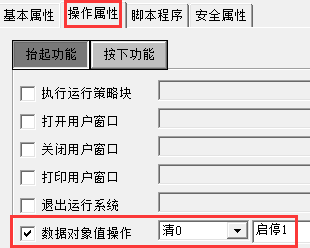 基本属性 操作属性 脚本程序 安全属性
抬起功能 按下功能
执行运行策略块
打开用户窗口
关闭用户窗口
打印用户窗口
退出运行系统
数据对象值操作 清0 启停1